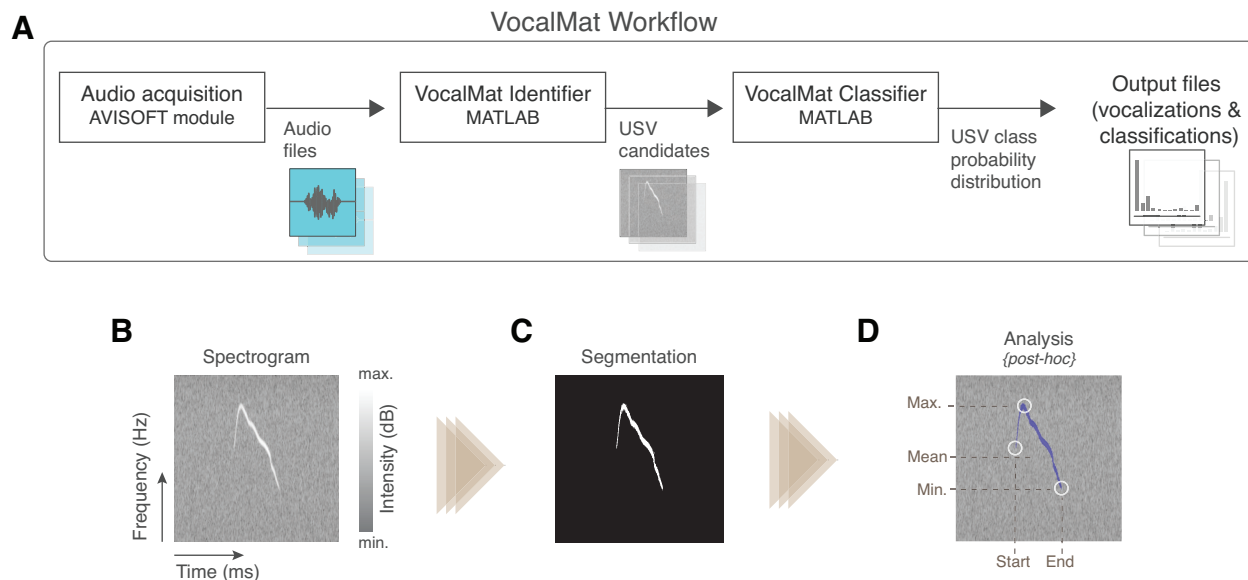 VocalMat Workflow
A
Audio acquisition
AVISOFT module
Audio
files
VocalMat Identifier
MATLAB
USV
candidates
VocalMat Classifier
MATLAB
USV class
probability
distribution
Output files
(vocalizations &
classifications)
B
Spectrogram
Frequency (Hz)
Time (ms)
max.
Intensity (dB)
min.
C
Segmentation
D
Analysis
{post-hoc}
Max.
Mean
Min.
Start End